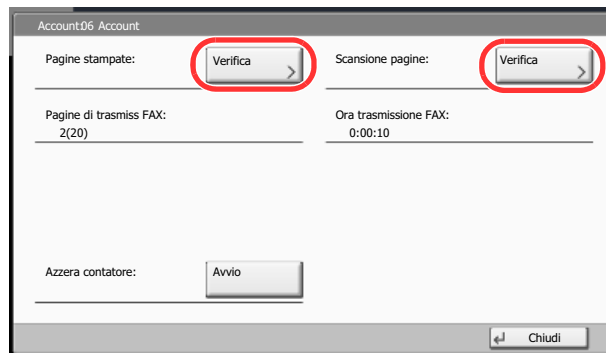 Account:06 Account
Pagine stampate:
Verifica
Scansione pagine:
Verifica
Pagine di trasmiss FAX:
2(20)
Ora trasmissione FAX:
0:00:10
Azzera contatore:
Avvio
Chiudi